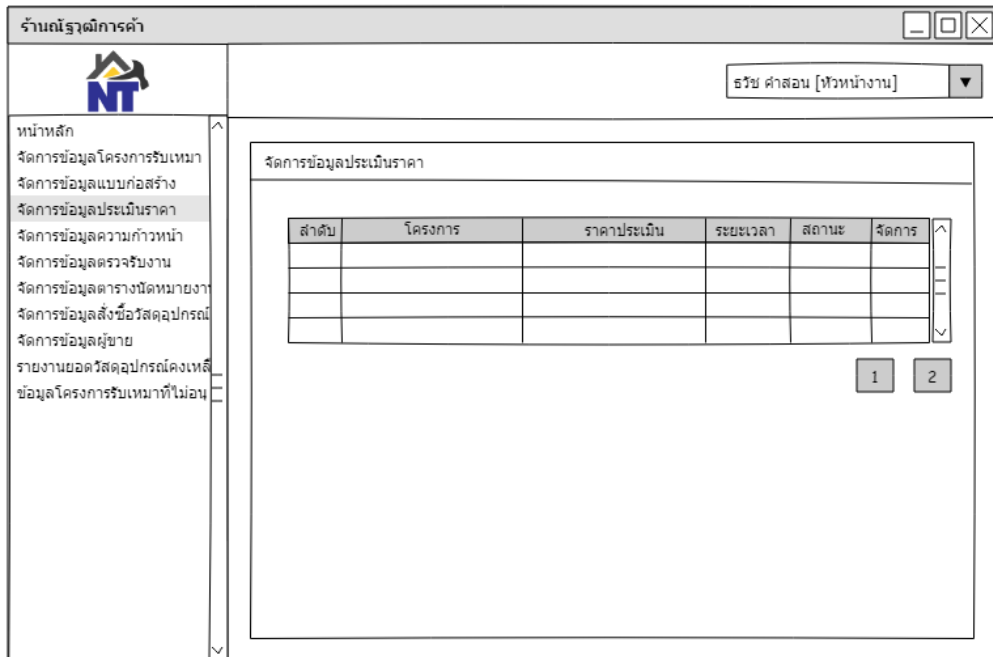 ร้านณัฐวุฒิการค้า
NT
ธวัช คำสอน [หัวหน้างาน]
หน้าหลัก
จัดการข้อมูลโครงการรับเหมา
จัดการข้อมูลแบบก่อสร้าง
จัดการข้อมูลประเมินราคา
จัดการข้อมูลความก้าวหน้า
จัดการข้อมูลตรวจรับงาน
จัดการข้อมูลตารางนัดหมายงา
จัดการข้อมูลสั่งซื้อวัสดุอุปกรณ์
จัดการข้อมูลผู้ขาย
รายงานยอดวัสดุอุปกรณ์คงเหลื
ข้อมูลโครงการรับเหมาที่ไม่อนุ
จัดการข้อมูลประเมินราคา
ลำดับ โครงการ ราคาประเมิน ระยะเวลา สถานะ จัดการ
1 2